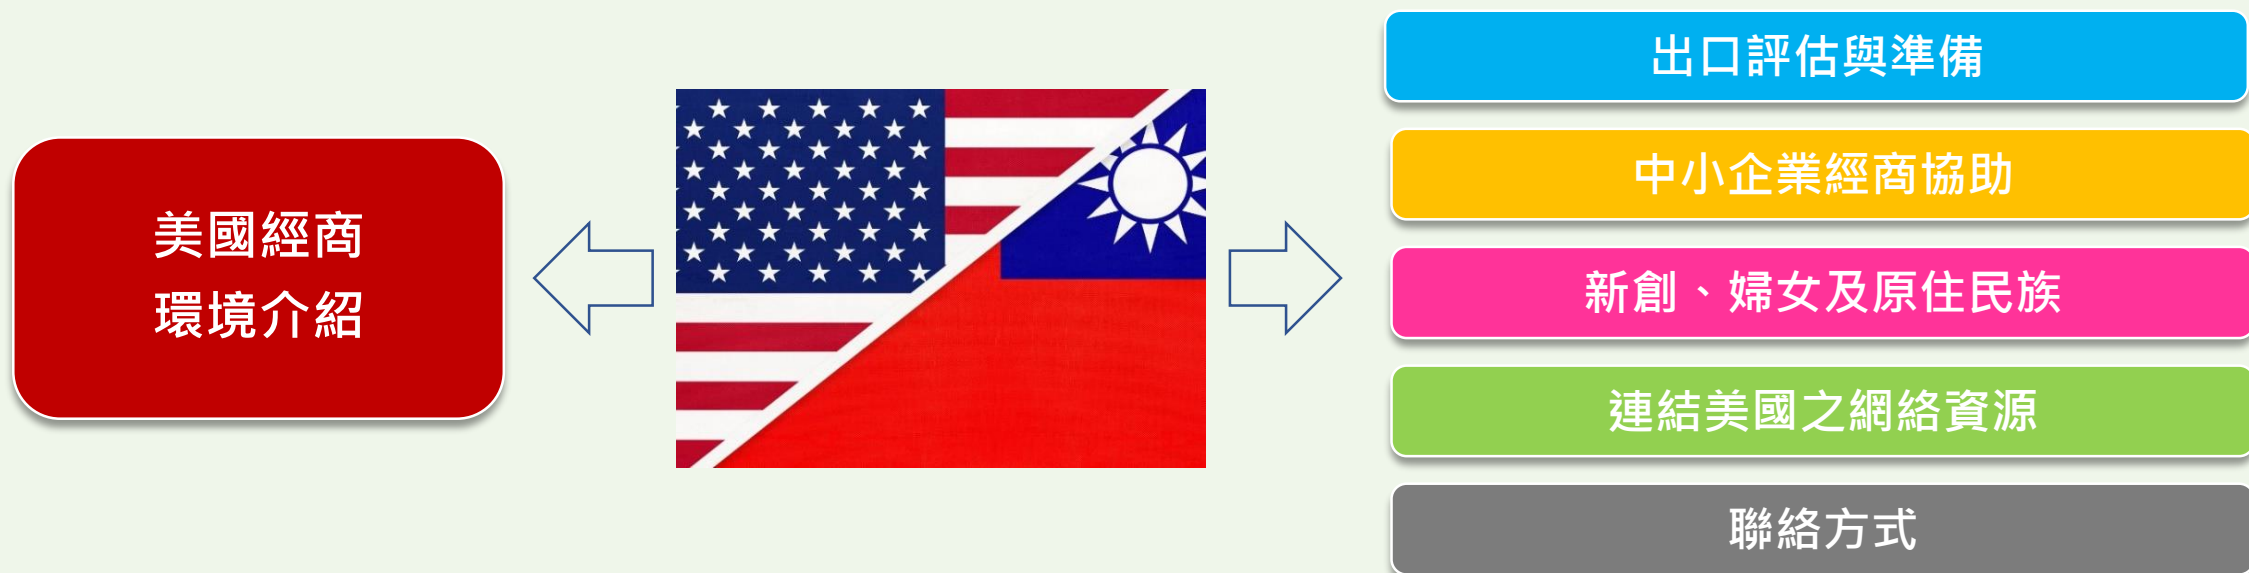 美國經商
環境介紹
出口評估與準備
中小企業經商協助
新創、婦女及原住民族
連結美國之網絡資源
聯絡方式